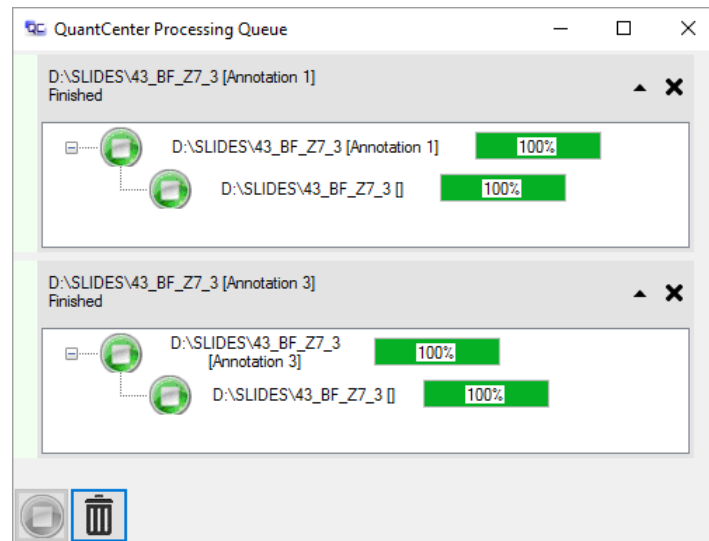 QC QuantCenter Processing Queue
D:\SLIDES\43_BF_Z7_3 [Annotation 1]
Finished
D:\SLIDES\43_BF_Z7_3 [Annotation 1] 100%
D:\SLIDES\43_BF_Z7_3 [] 100%
D:\SLIDES\43_BF_Z7_3 [Annotation 3]
Finished
D:\SLIDES\43_BF_Z7_3
[Annotation 3] 100%
D:\SLIDES\43_BF_Z7_3 [] 100%